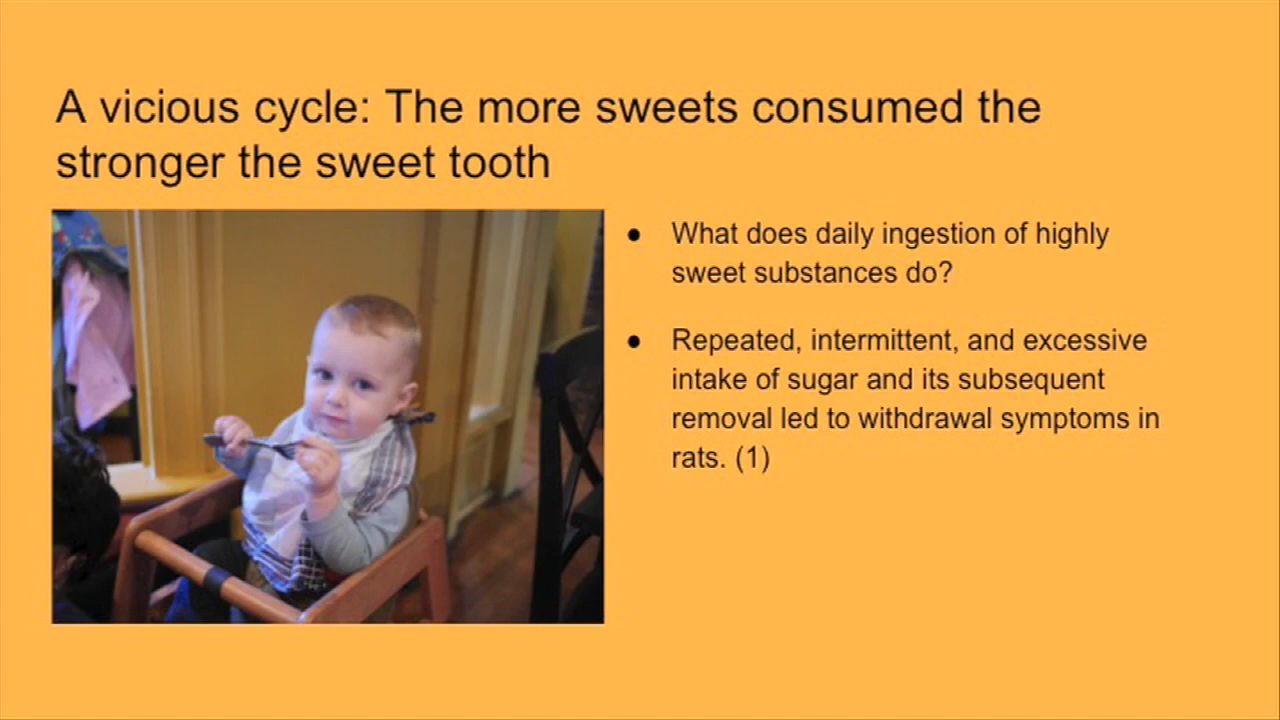 A vicious cycle: The more sweets consumed the
stronger the sweet tooth
● What does daily ingestion of highly
sweet substances do?
● Repeated, intermittent, and excessive
intake of sugar and its subsequent
removal led to withdrawal symptoms in
rats. (1)